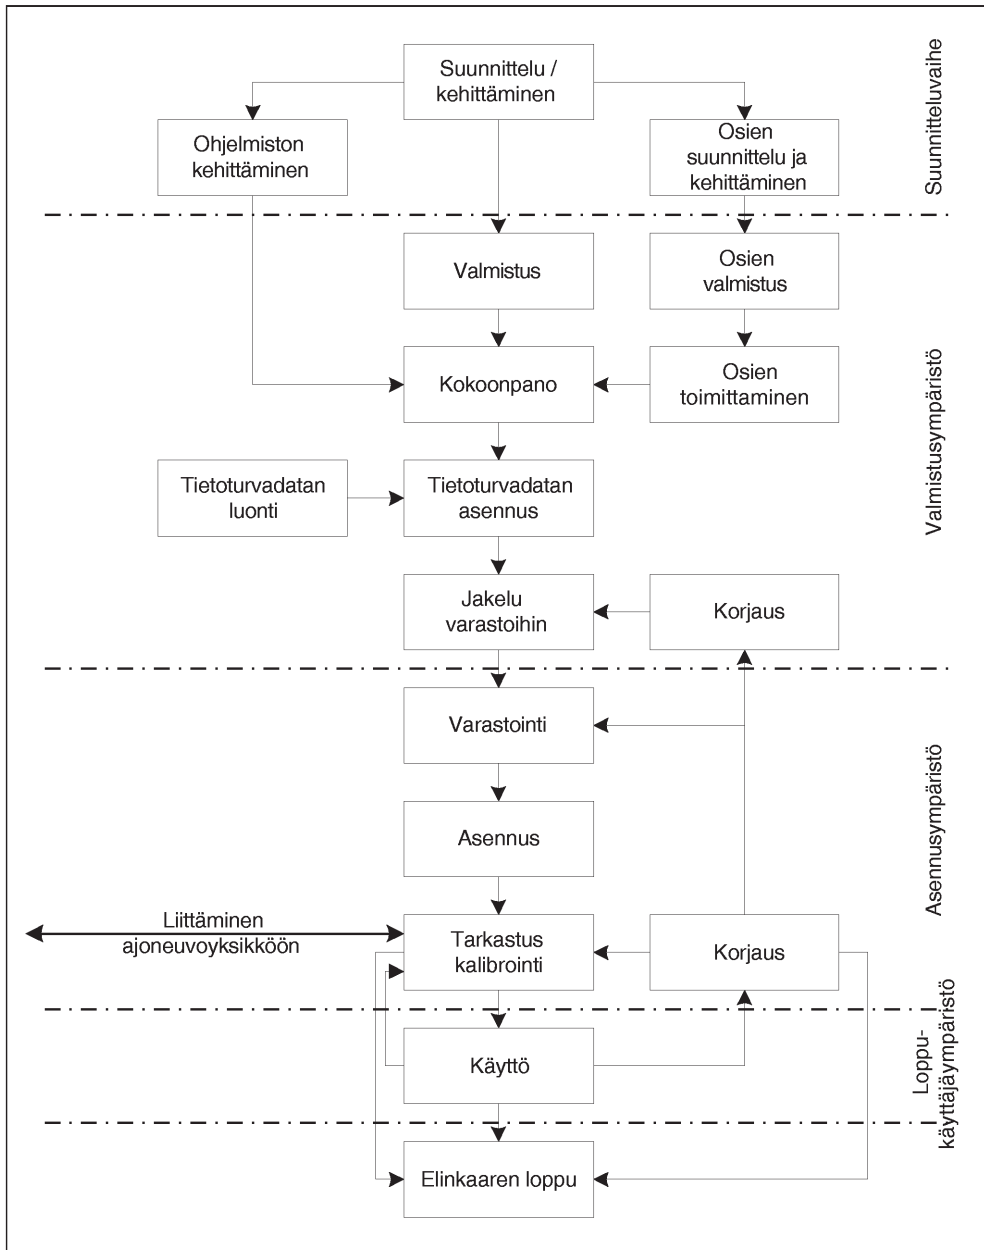 Suunnittelu /
kehittäminen
Ohjelmiston
kehittäminen
Osien
suunnittelu ja
kehittäminen
Suunnitteluvaihe
Valmistus
Osien
valmistus
Kokoonpano
Osien
toimittaminen
Valmistusympäristö
Tietoturvadatan
luonti
Tietoturvadatan
asennus
Jakelu
varastoihin
Korjaus
Varastointi
Asennus
Asennusympäristö
Liittäminen
ajoneuvoyksikköön
Tarkastus
kalibrointi
Korjaus
Käyttö
Loppu-
käyttäjäympäristö
Elinkaaren loppu